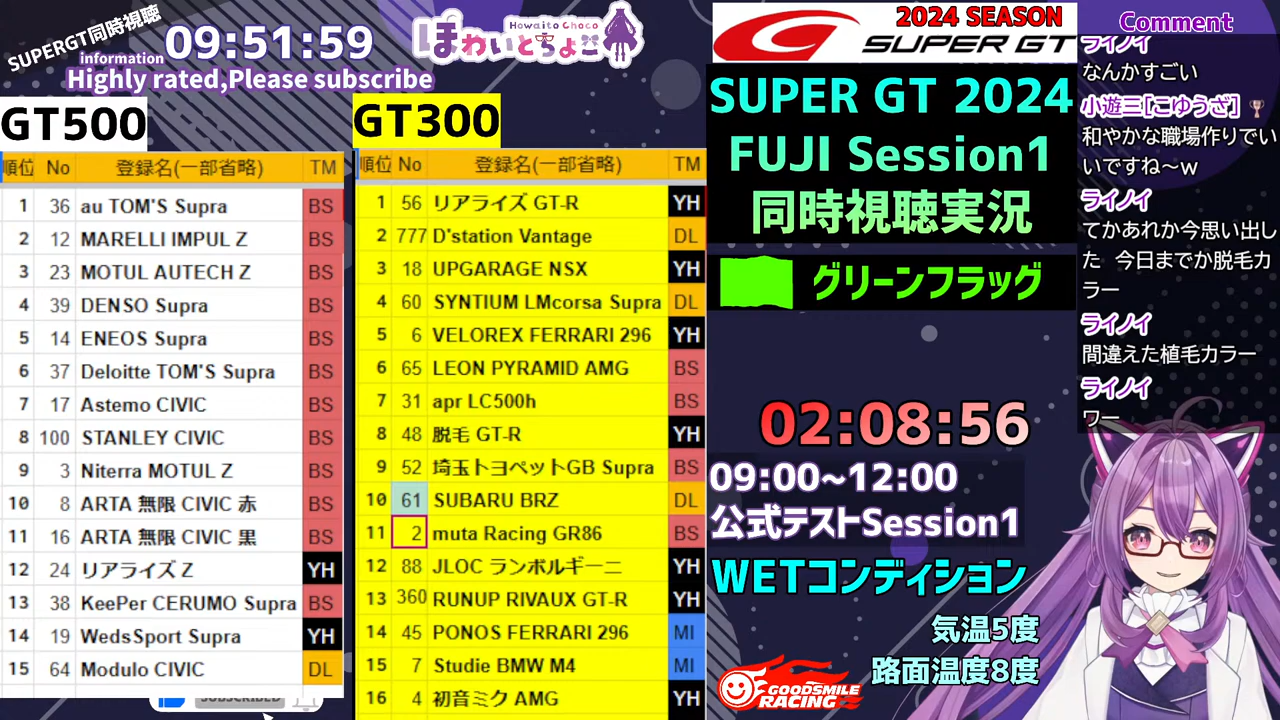 SUPERGT同時視聴
09:51:59
information
Highly rated,Please subscribe
Howaito Choco
ほわいとちょこ
GT500
順位 No 登録名(一部省略) TM
1 36 au TOM'S Supra BS
2 12 MARELLI IMPUL Z BS
3 23 MOTUL AUTECH Z BS
4 39 DENSO Supra BS
5 14 ENEOS Supra BS
6 37 Deloitte TOM'S Supra BS
7 17 Astemo CIVIC BS
8 100 STANLEY CIVIC BS
9 3 Niterra MOTUL Z BS
10 8 ARTA 無限 CIVIC 赤 BS
11 16 ARTA 無限 CIVIC 黒 BS
12 24 リアライズ Z YH
13 38 KeePer CERUMO Supra BS
14 19 WedsSport Supra YH
15 64 Modulo CIVIC DL
SUBSCRIBED
GT300
順位 No 登録名(一部省略) TM
1 56 リアライズ GT-R YH
2 777 D'station Vantage DL
3 18 UPGARAGE NSX YH
4 60 SYNTIUM LMcorsa Supra DL
5 6 VELOREX FERRARI 296 YH
6 65 LEON PYRAMID AMG BS
7 31 apr LC500h BS
8 48 脱毛 GT-R YH
9 52 埼玉トヨペットGB Supra BS
10 61 SUBARU BRZ DL
11 2 muta Racing GR86 BS
12 88 JLOC ランボルギーニ YH
13 360 RUNUP RIVAUX GT-R YH
14 45 PONOS FERRARI 296 MI
15 7 Studie BMW M4 MI
16 4 初音ミク AMG YH
2024 SEASON
SUPER GT
SUPER GT 2024
FUJI Session1
同時視聴実況
グリーンフラッグ
02:08:56
09:00~12:00
公式テストSession1
WETコンディション
気温5度
路面温度8度
GOODSMILE
RACING
Comment
ライノイ
なんかすごい
小遊三[こゆうざ]
和やかな職場作りでい
いですね～w
ライノイ
てかあれか今思い出し
た 今日までか脱毛カ
ラー
ライノイ
間違えた植毛カラー
ライノイ
ワー